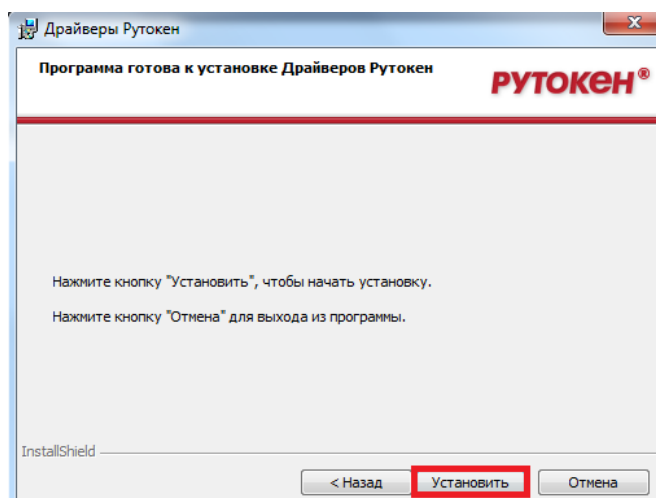 Драйверы Рутокен
Программа готова к установке Драйверов Рутокен
РУТОКЕН®
Нажмите кнопку "Установить", чтобы начать установку.
Нажмите кнопку "Отмена" для выхода из программы.
InstallShield
< Назад
Установить
Отмена